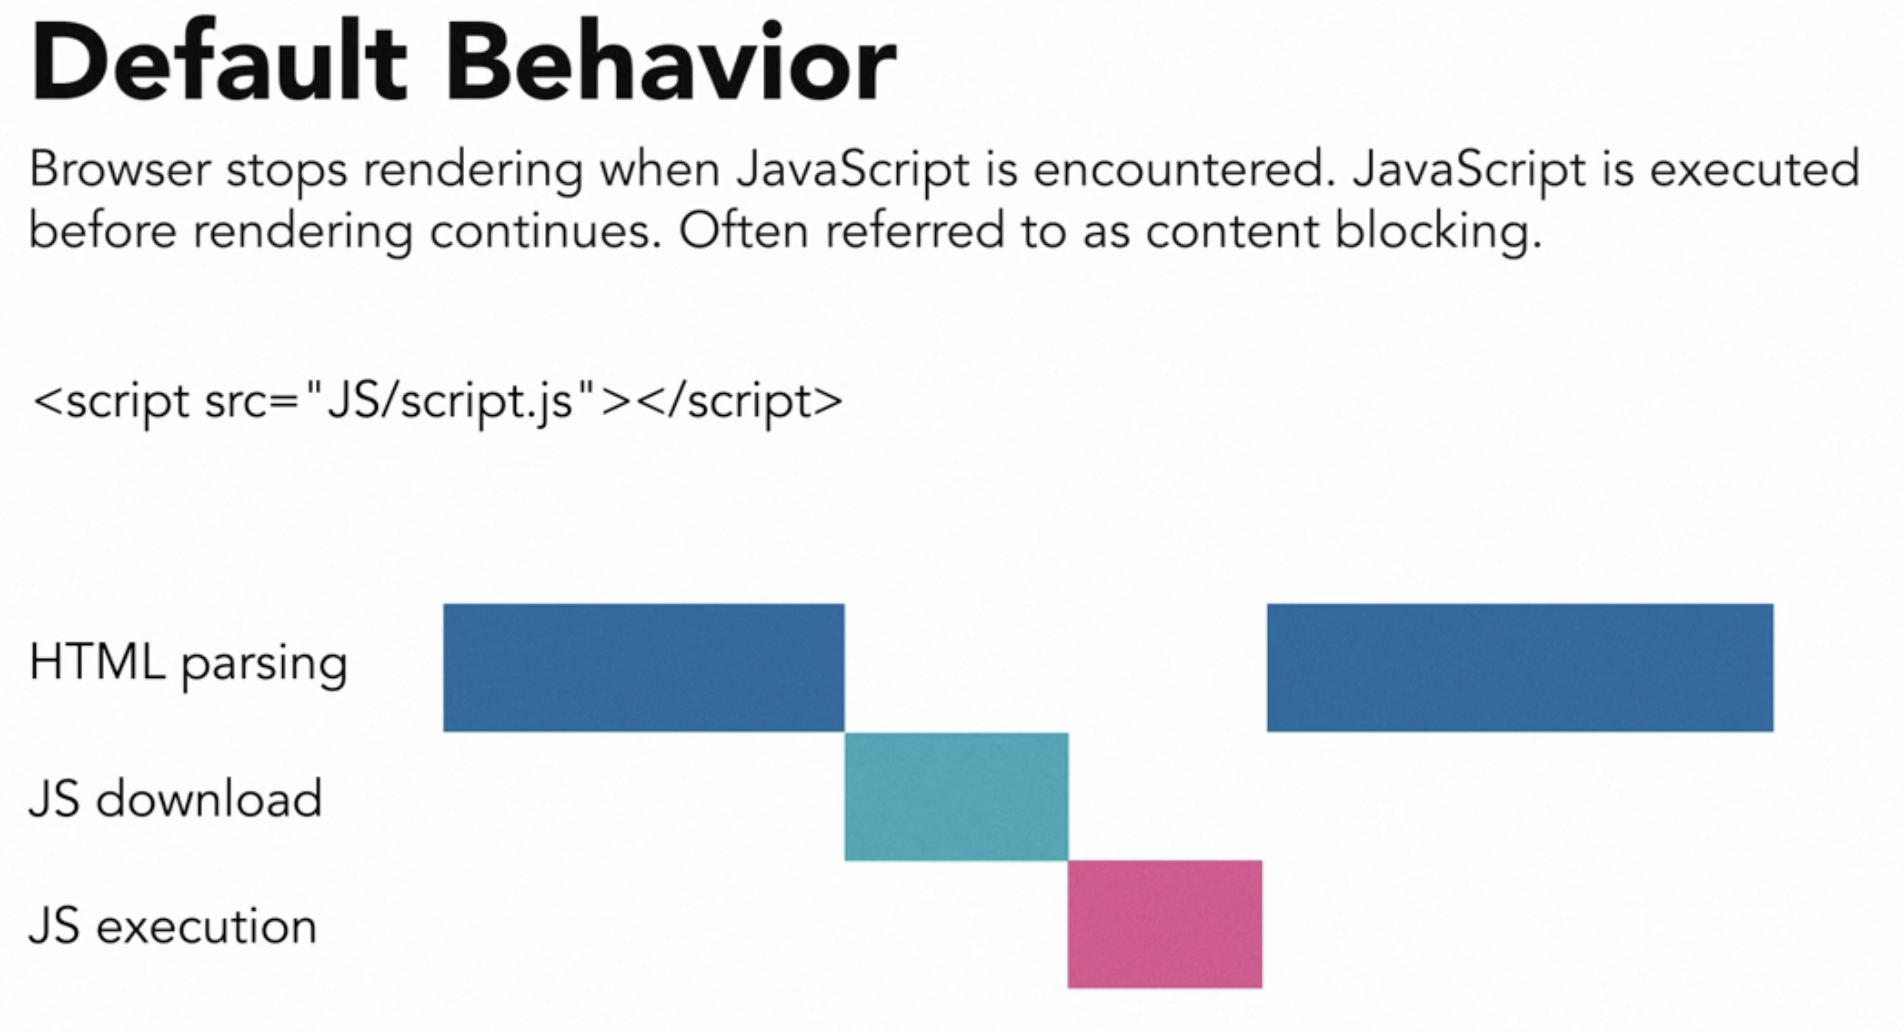 Default Behavior
Browser stops rendering when JavaScript is encountered. JavaScript is executed
before rendering continues. Often referred to as content blocking.
<script src="JS/script.js"></script>
HTML parsing
JS download
JS execution